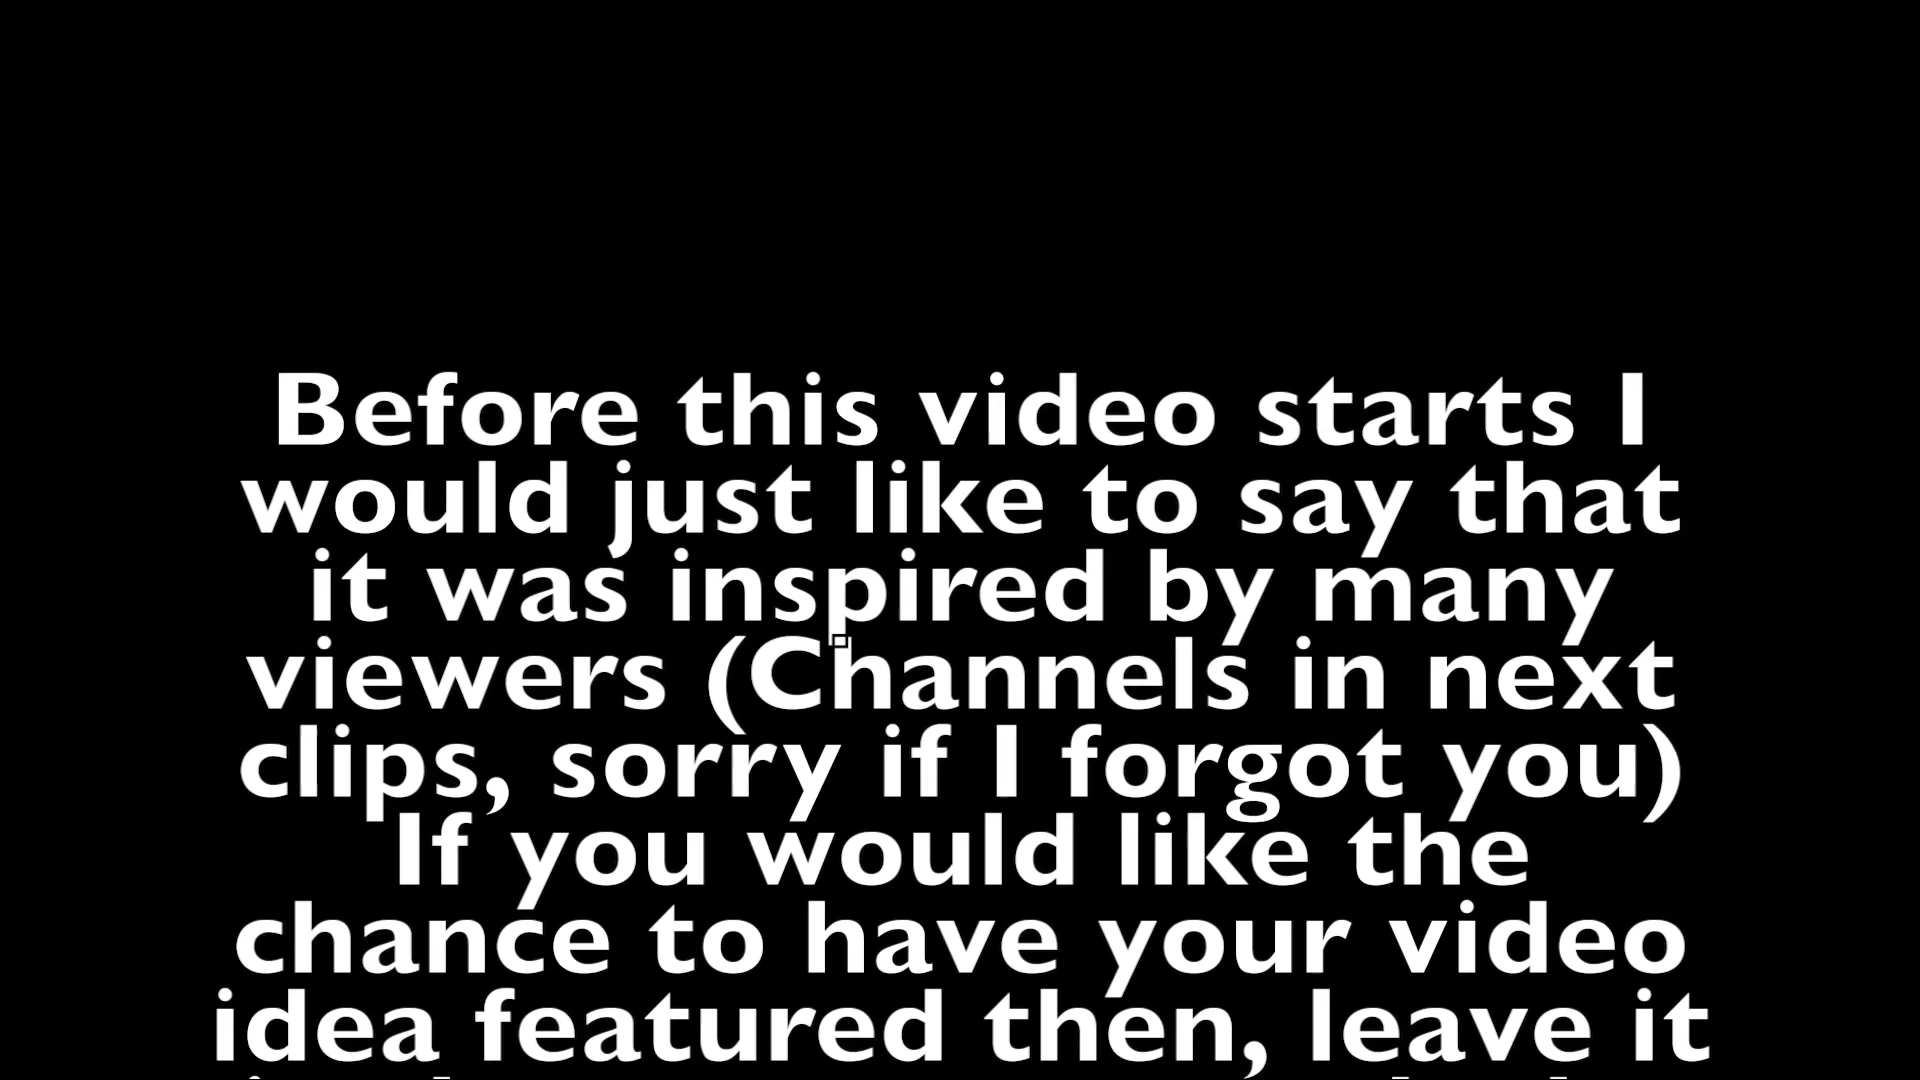 Before this video starts I
would just like to say that
it was inspired by many
viewers (Channels in next
clips, sorry if I forgot you)
If you would like the
chance to have your video
idea featured then, leave it